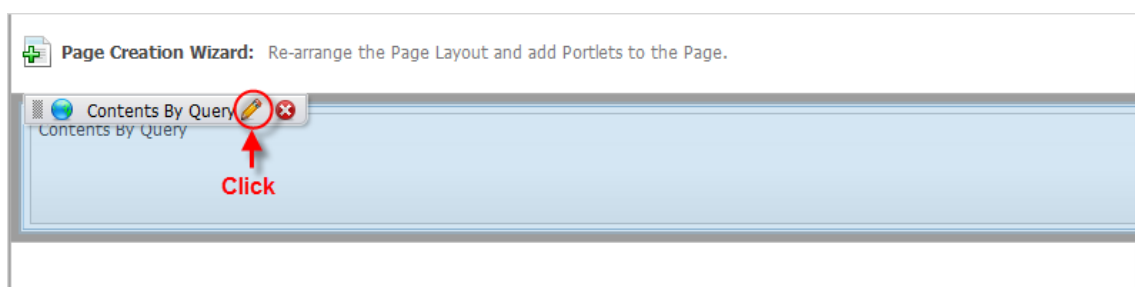 Page Creation Wizard: Re-arrange the Page Layout and add Portlets to the Page.
Contents By Query
Contents By Query
Click